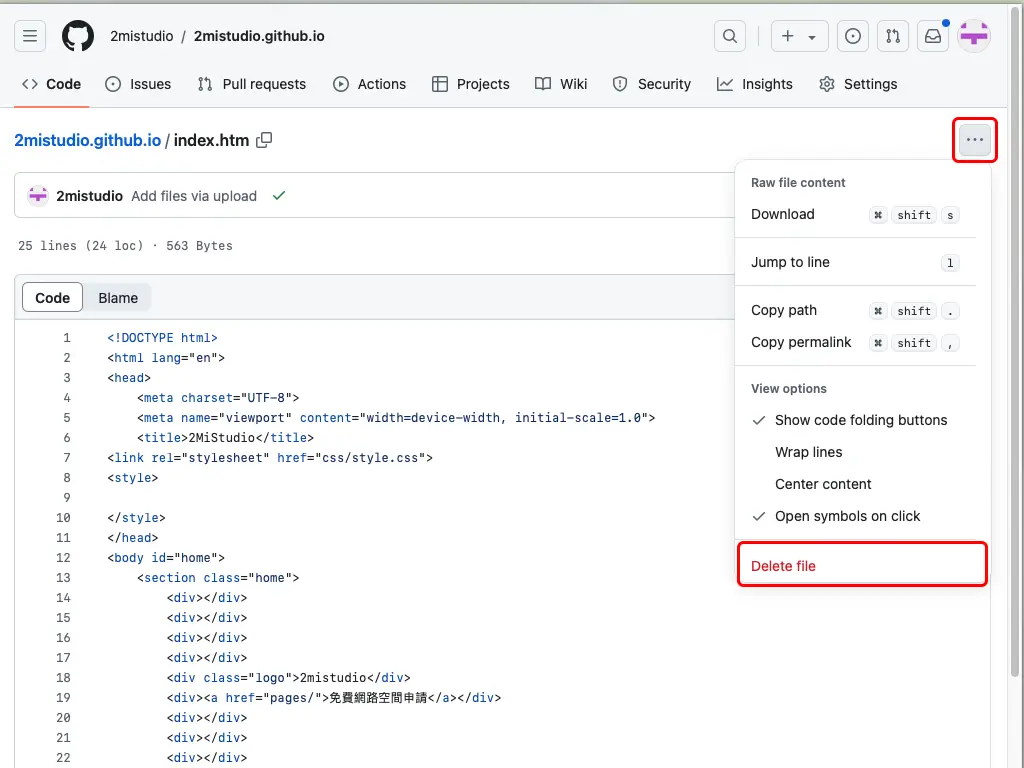 2mistudio / 2mistudio.github.io
Code Issues Pull requests Actions Projects Wiki Security Insights Settings
2mistudio.github.io / index.htm
2mistudio Add files via upload
25 lines (24 loc) · 563 Bytes
Code Blame
1 <!DOCTYPE html>
2 <html lang="en">
3 <head>
4 <meta charset="UTF-8">
5 <meta name="viewport" content="width=device-width, initial-scale=1.0">
6 <title>2MiStudio</title>
7 <link rel="stylesheet" href="css/style.css">
8 <style>
9
10 </style>
11 </head>
12 <body id="home">
13 <section class="home">
14 <div></div>
15 <div></div>
16 <div></div>
17 <div></div>
18 <div class="logo">2mistudio</div>
19 <div><a href="pages/">免費網路空間申請</a></div>
20 <div></div>
21 <div></div>
22 <div></div>
Raw file content
Download ⌘ shift s
Jump to line l
Copy path ⌘ shift .
Copy permalink ⌘ shift ,
View options
Show code folding buttons
Wrap lines
Center content
Open symbols on click
Delete file